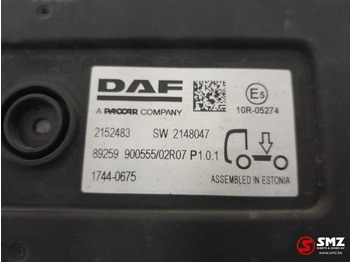 DAF
A PACCAR COMPANY
E5
10R-05274
2152483 SW 2148047
89259 900555/02R07 P1.0.1
1744-0675
ASSEMBLED IN ESTONIA
SMZ